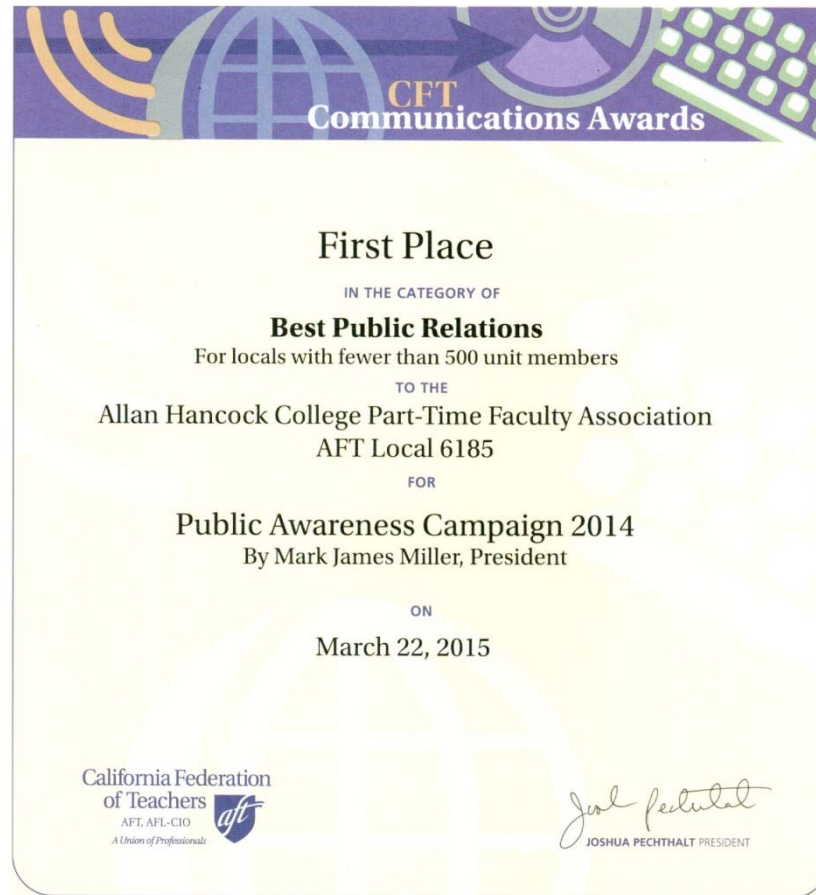 CFT
Communications Awards
First Place
IN THE CATEGORY OF
Best Public Relations
For locals with fewer than 500 unit members
TO THE
Allan Hancock College Part-Time Faculty Association
AFT Local 6185
FOR
Public Awareness Campaign 2014
By Mark James Miller, President
ON
March 22, 2015
California Federation
of Teachers
AFT, AFL-CIO
A Union of Professionals
aft
JOSHUA PECHTHALT PRESIDENT